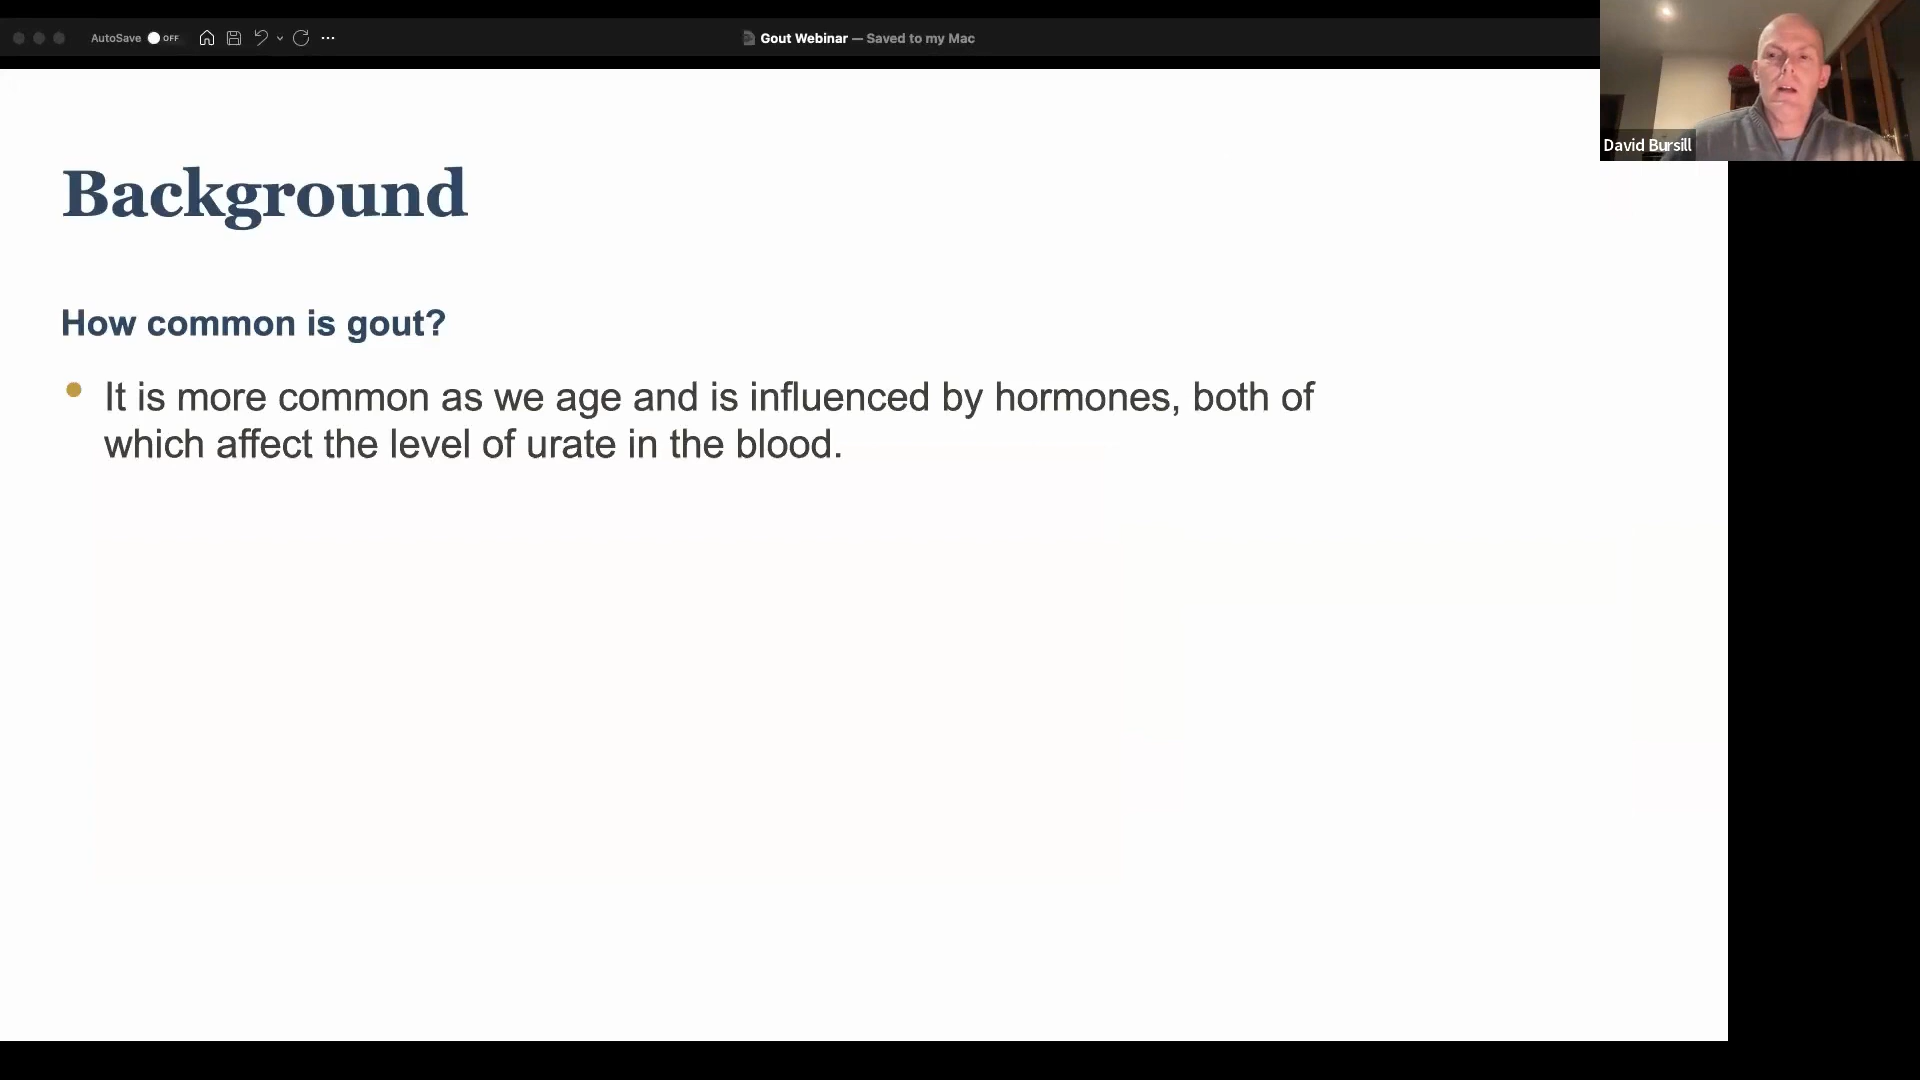 AutoSave OFF
Gout Webinar — Saved to my Mac
David Bursill
Background
How common is gout?
It is more common as we age and is influenced by hormones, both of
which affect the level of urate in the blood.